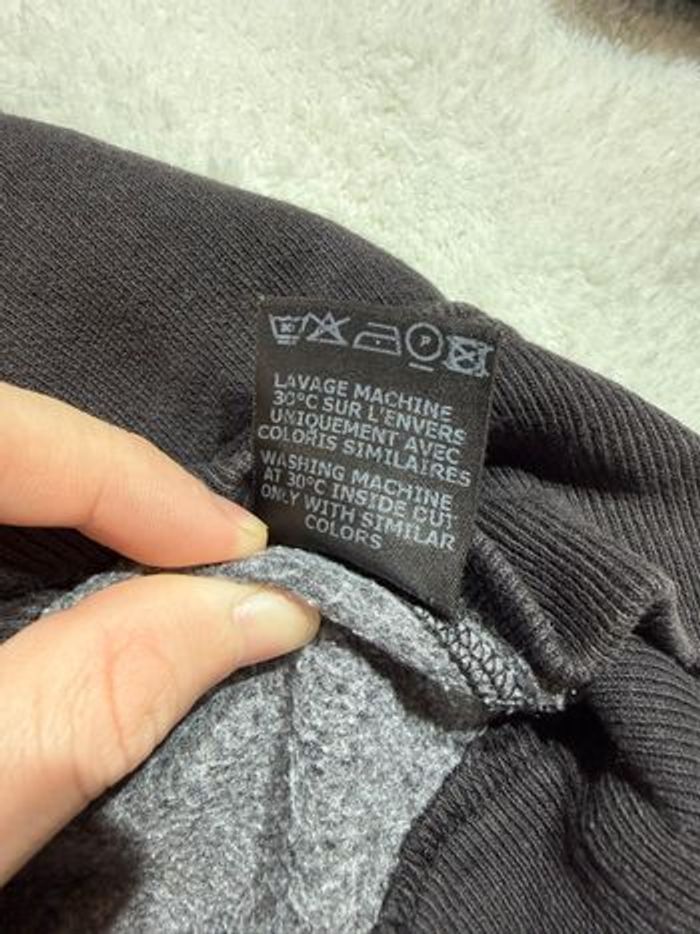 30
P
LAVAGE MACHINE
30°C SUR L'ENVERS
UNIQUEMENT AVEC
COLORIS SIMILAIRES
WASHING MACHINE
AT 30°C INSIDE OUT
ONLY WITH SIMILAR
COLORS